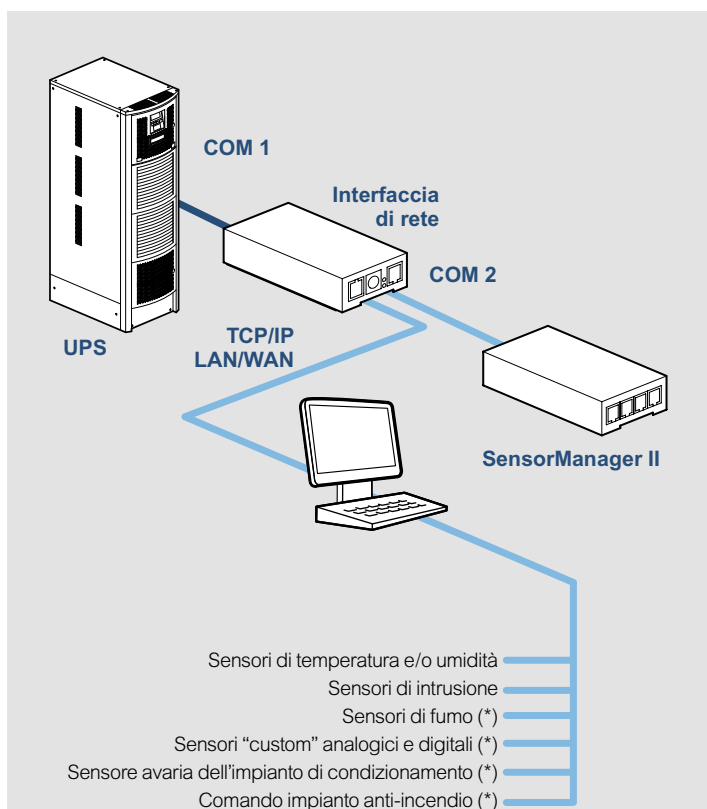 COM 1
Interfaccia
di rete
COM 2
UPS
TCP/IP
LAN/WAN
SensorManager II
Sensori di temperatura e/o umidità
Sensori di intrusione
Sensori di fumo (*)
Sensori “custom” analogici e digitali (*)
Sensore avaria dell'impianto di condizionamento (*)
Comando impianto anti-incendio (*)